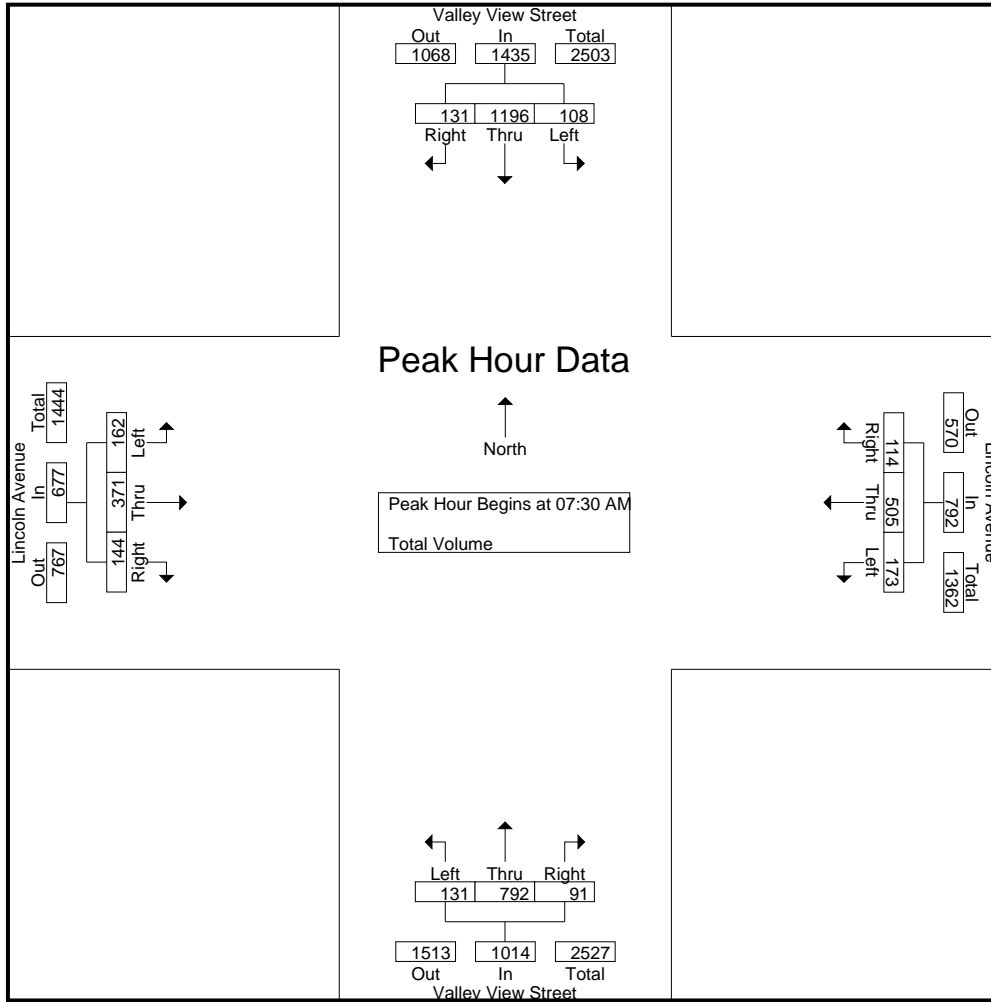 Valley View Street
Out In Total
1068 1435 2503
131 1196 108
Right Thru Left
Peak Hour Data
North
Peak Hour Begins at 07:30 AM
Total Volume
Lincoln Avenue
Out In Total
767 677 1444
Right Thru Left
144 371 162
Lincoln Avenue
Out In Total
570 792 1362
Right Thru Left
114 505 173
Left Thru Right
131 792 91
1513 1014 2527
Out In Total
Valley View Street